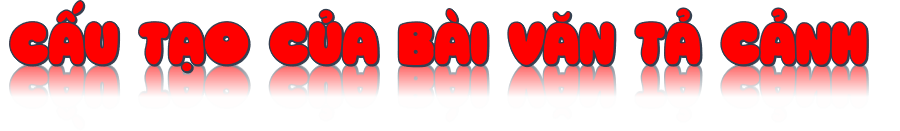 CẤU TẠO CỦA BÀI VĂN TẢ CẢNH